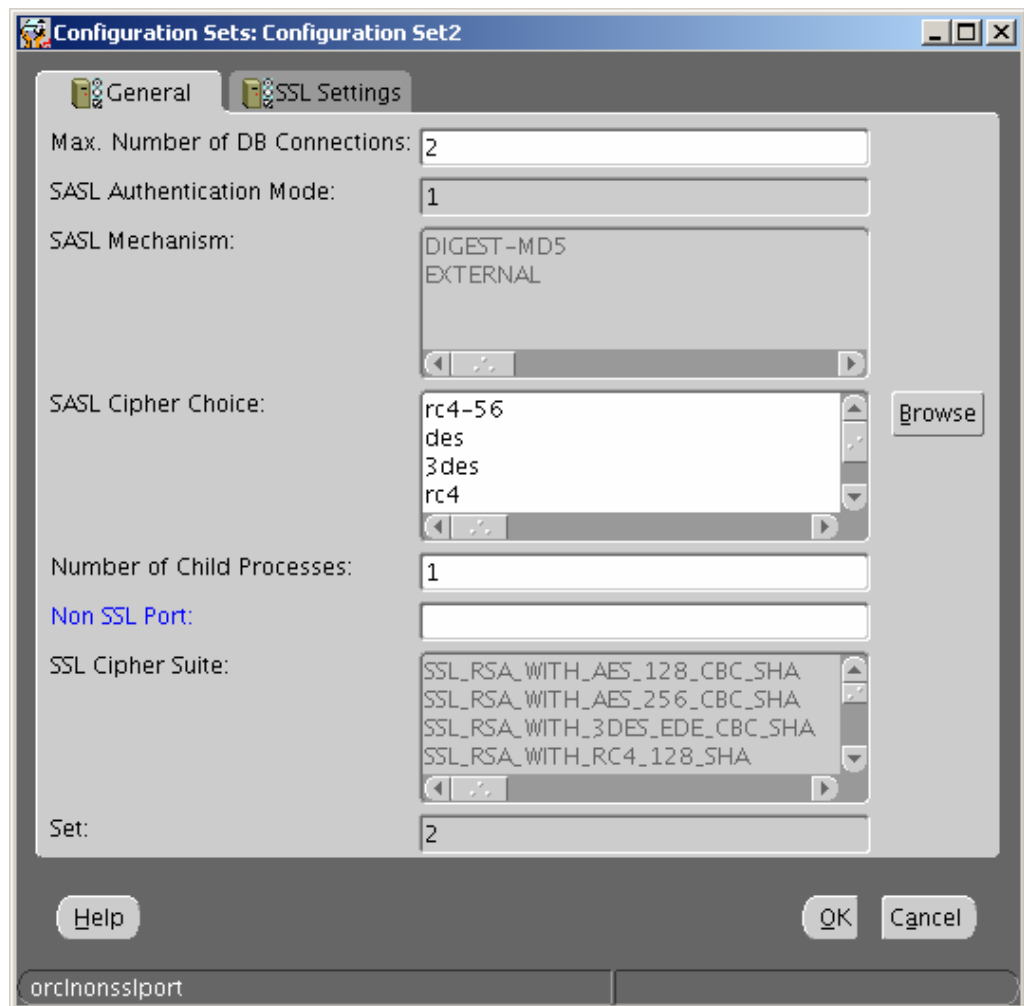 Configuration Sets: Configuration Set2
General
SSL Settings
Max. Number of DB Connections: 2
SASL Authentication Mode: 1
SASL Mechanism:
DIGEST-MD5
EXTERNAL
SASL Cipher Choice:
rc4-56
des
3des
rc4
Browse
Number of Child Processes: 1
Non SSL Port:
SSL Cipher Suite:
SSL_RSA_WITH_AES_128_CBC_SHA
SSL_RSA_WITH_AES_256_CBC_SHA
SSL_RSA_WITH_3DES_EDE_CBC_SHA
SSL_RSA_WITH_RC4_128_SHA
Set: 2
Help
OK
Cancel
orclnonsslport